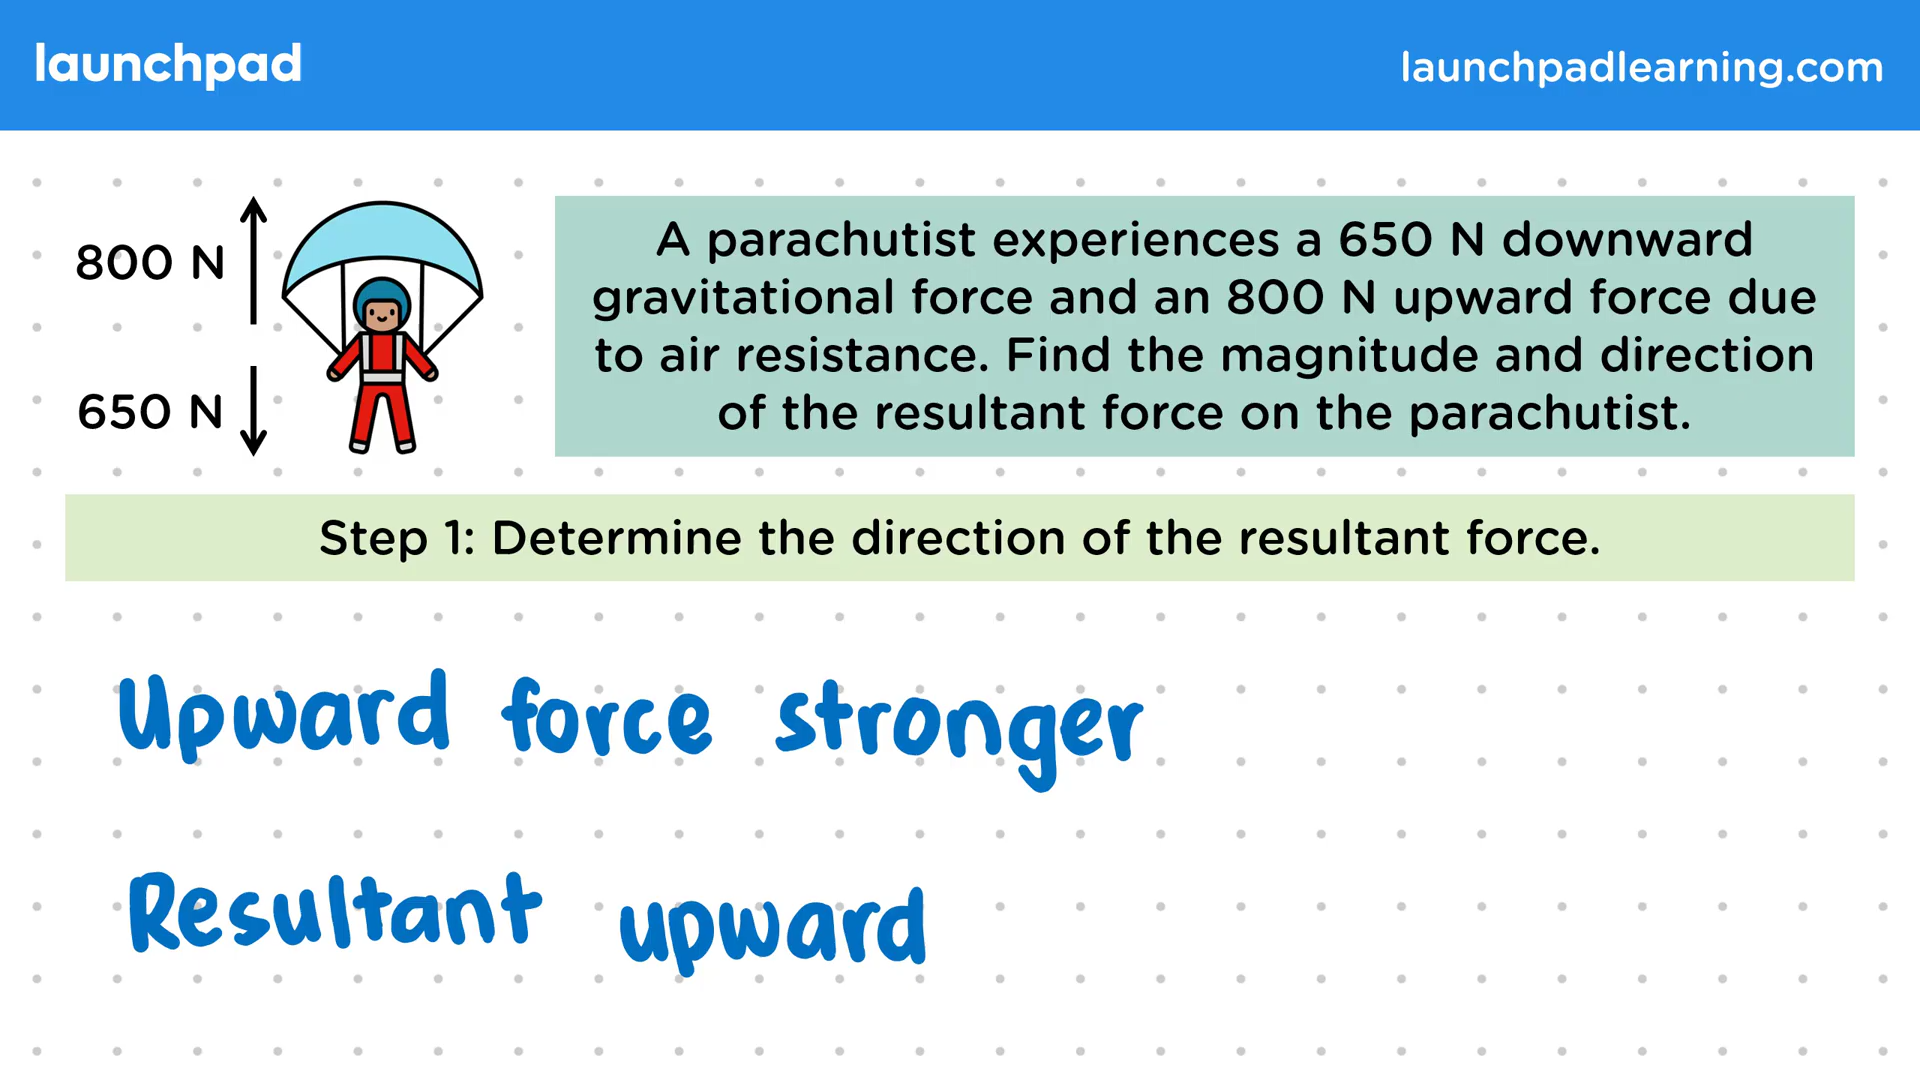 launchpad
launchpadlearning.com
800 N
650 N
A parachutist experiences a 650 N downward
gravitational force and an 800 N upward force due
to air resistance. Find the magnitude and direction
of the resultant force on the parachutist.
Step 1: Determine the direction of the resultant force.
Upward force stronger
Resultant upward